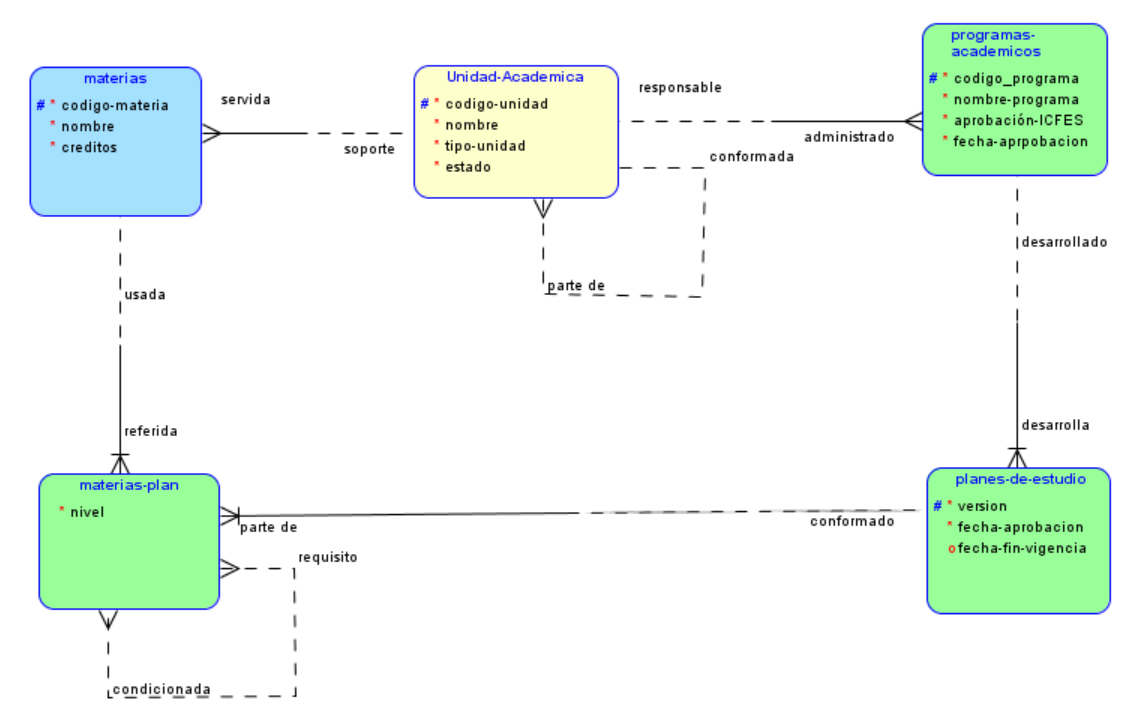 materias
# * codigo-materia
* nombre
* creditos
servida
soporte
Unidad-Academica
# * codigo-unidad
* nombre
* tipo-unidad
* estado
responsable
administrado
conformada
parte de
programas-
academicos
# * codigo_programa
* nombre-programa
* aprobación-ICFES
* fecha-aprpobacion
desarrollado
desarrolla
usada
referida
materias-plan
* nivel
parte de
conformado
requisito
condicionada
planes-de-estudio
# * version
* fecha-aprobacion
o fecha-fin-vigencia